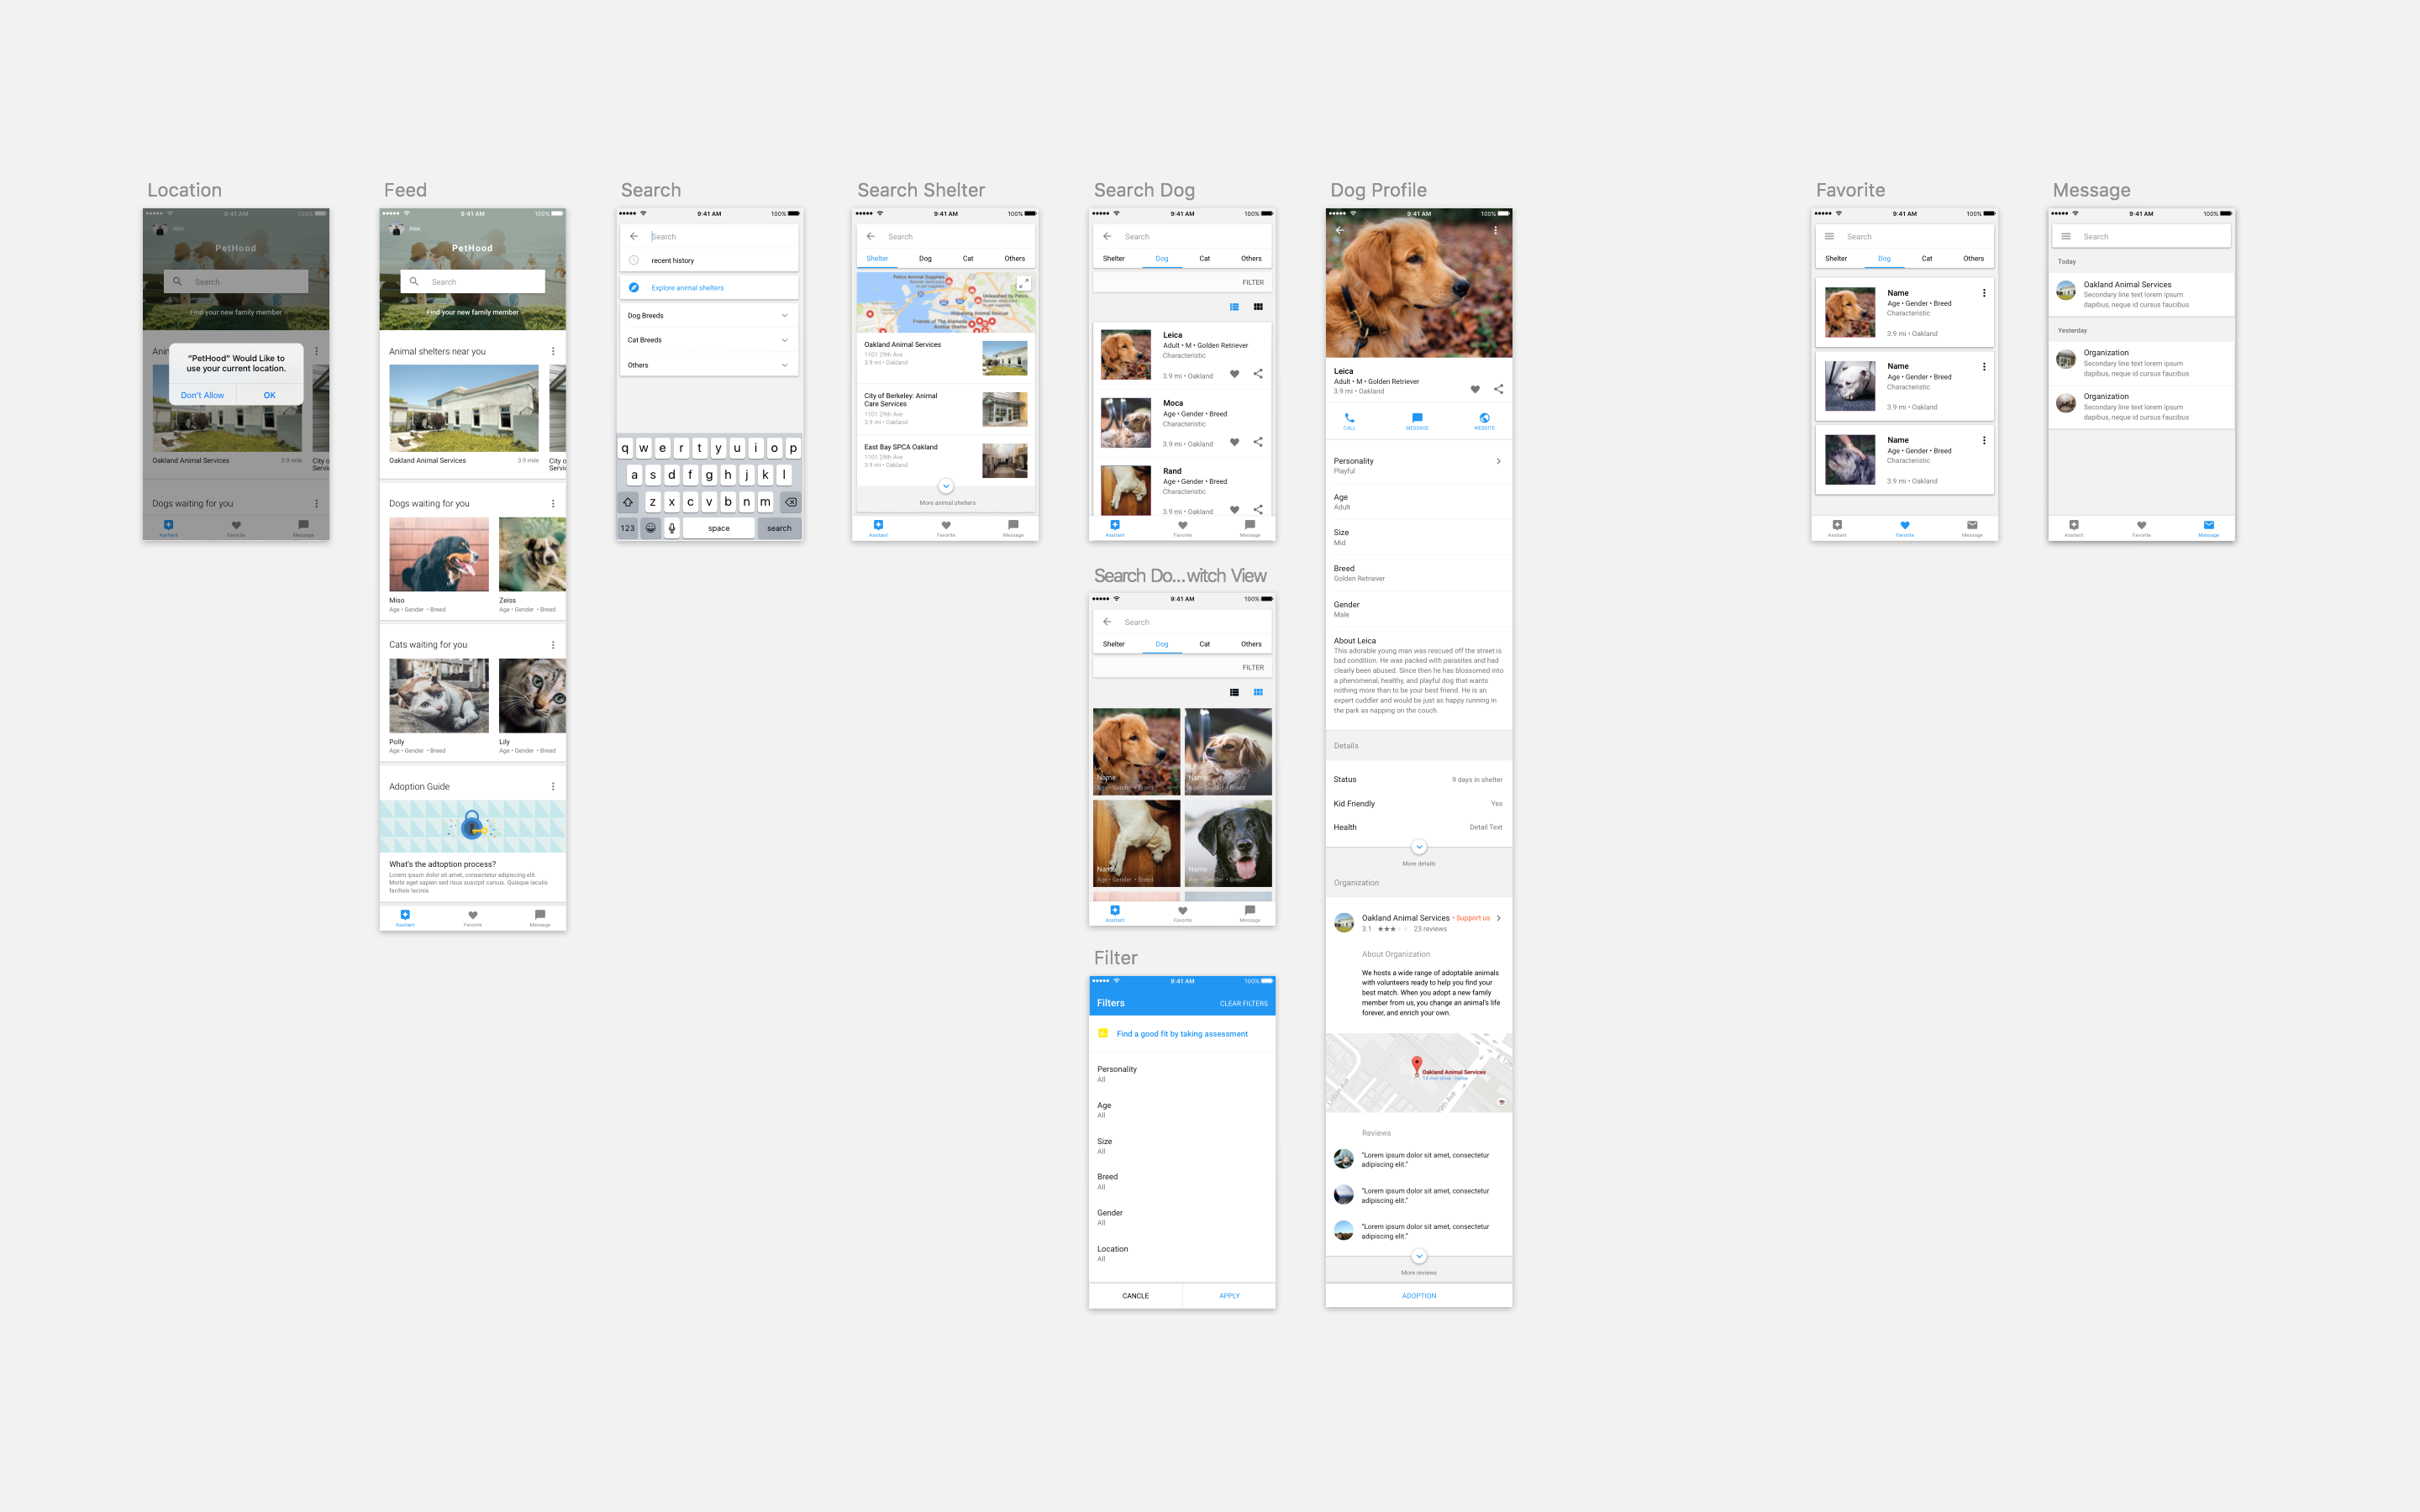 Location
9:41 AM
100%
Alex
PetHood
Search
Find your new family member
Anim
"PetHood" Would Like to
use your current location.
Don't Allow
OK
Oakland Animal Services
3.9 mile
City o
Servic
Dogs waiting for you
Assitant
Favorite
Message
Feed
9:41 AM
100%
Alex
PetHood
Search
Find your new family member
Animal shelters near you
Oakland Animal Services
3.9 mile
City o
Servic
Dogs waiting for you
Miso
Age • Gender • Breed
Zeiss
Age • Gender • Breed
Cats waiting for you
Polly
Age • Gender • Breed
Lily
Age • Gender • Breed
Adoption Guide
What's the adtoption process?
Lorem ipsum dolor sit amet, consectetur adipiscing elit.
Morbi eget sapien sed risus suscipit cursus. Quisque iaculis
facilisis lacinia.
Assitant
Favorite
Message
Search
9:41 AM
100%
Search
recent history
Explore animal shelters
Dog Breeds
Cat Breeds
Others
q w e r t y u i o p
a s d f g h j k l
z x c v b n m
123
space
search
Search Shelter
9:41 AM
100%
Search
Shelter
Dog
Cat
Others
Petco Animal Supplies
Unleashed by Petco
Hopalong Animal Rescue
Friends of The Alameda
Animal Shelter
Oakland Animal Services
1101 29th Ave
3.9 mi • Oakland
City of Berkeley: Animal
Care Services
1101 29th Ave
3.9 mi • Oakland
East Bay SPCA Oakland
1101 29th Ave
3.9 mi • Oakland
More animal shelters
Assitant
Favorite
Message
Search Dog
9:41 AM
100%
Search
Shelter
Dog
Cat
Others
FILTER
Leica
Adult • M • Golden Retriever
Characteristic
3.9 mi • Oakland
Moca
Age • Gender • Breed
Characteristic
3.9 mi • Oakland
Rand
Age • Gender • Breed
Characteristic
3.9 mi • Oakland
Assitant
Favorite
Message
Search Do...witch View
9:41 AM
100%
Search
Shelter
Dog
Cat
Others
FILTER
Name
Age • Gender • Breed
Name
Age • Gender • Breed
Name
Age • Gender • Breed
Name
Age • Gender • Breed
Assitant
Favorite
Message
Filter
9:41 AM
100%
Filters
CLEAR FILTERS
Find a good fit by taking assessment
Personality
All
Age
All
Size
All
Breed
All
Gender
All
Location
All
CANCLE
APPLY
Dog Profile
9:41 AM
100%
Leica
Adult • M • Golden Retriever
3.9 mi • Oakland
CALL
MESSAGE
WEBSITE
Personality
Playful
Age
Adult
Size
Mid
Breed
Golden Retriever
Gender
Male
About Leica
This adorable young man was rescued off the street is
bad condition. He was packed with parasites and had
clearly been abused. Since then he has blossomed into
a phenomenal, healthy, and playful dog that wants
nothing more than to be your best friend. He is an
expert cuddler and would be just as happy running in
the park as napping on the couch.
Details
Status
9 days in shelter
Kid Friendly
Yes
Health
Detail Text
More details
Organization
Oakland Animal Services • Support us
3.1
23 reviews
About Organization
We hosts a wide range of adoptable animals
with volunteers ready to help you find your
best match. When you adopt a new family
member from us, you change an animal's life
forever, and enrich your own.
Oakland Animal Services
14 min drive - home
Reviews
"Lorem ipsum dolor sit amet, consectetur
adipiscing elit."
"Lorem ipsum dolor sit amet, consectetur
adipiscing elit."
"Lorem ipsum dolor sit amet, consectetur
adipiscing elit."
More reviews
ADOPTION
Favorite
9:41 AM
100%
Search
Shelter
Dog
Cat
Others
Name
Age • Gender • Breed
Characteristic
3.9 mi • Oakland
Name
Age • Gender • Breed
Characteristic
3.9 mi • Oakland
Name
Age • Gender • Breed
Characteristic
3.9 mi • Oakland
Assitant
Favorite
Message
Message
9:41 AM
100%
Search
Today
Oakland Animal Services
Secondary line text lorem ipsum
dapibus, neque id cursus faucibus
Yesterday
Organization
Secondary line text lorem ipsum
dapibus, neque id cursus faucibus
Organization
Secondary line text lorem ipsum
dapibus, neque id cursus faucibus
Assitant
Favorite
Message